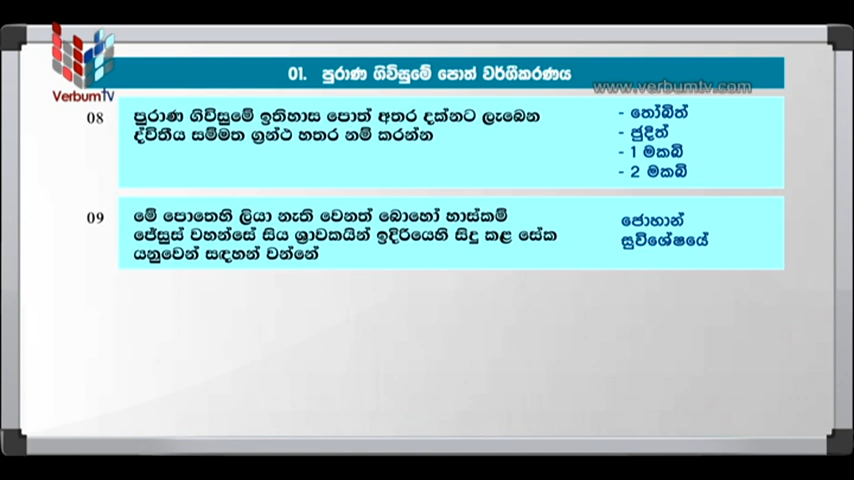 01. පුරාණ ගිවිසුමේ පොත් වර්ගීකරණය
www.verbumtv.com
VerbumTV
08 පුරාණ ගිවිසුමේ ඉතිහාස පොත් අතර දක්නට ලැබෙන
ද්විතීය සම්මත ග්‍රන්ථ හතර නම් කරන්න
- තෝබිත්
- ජුදිත්
- 1 මකබි
- 2 මකබි
09 මේ පොතෙහි ලියා නැති වෙනත් බොහෝ හාස්කම්
ජේසුස් වහන්සේ සිය ශ්‍රාවකයින් ඉදිරියෙහි සිදු කළ සේක
යනුවෙන් සඳහන් වන්නේ
ජොහාන්
සුවිශේෂයේ